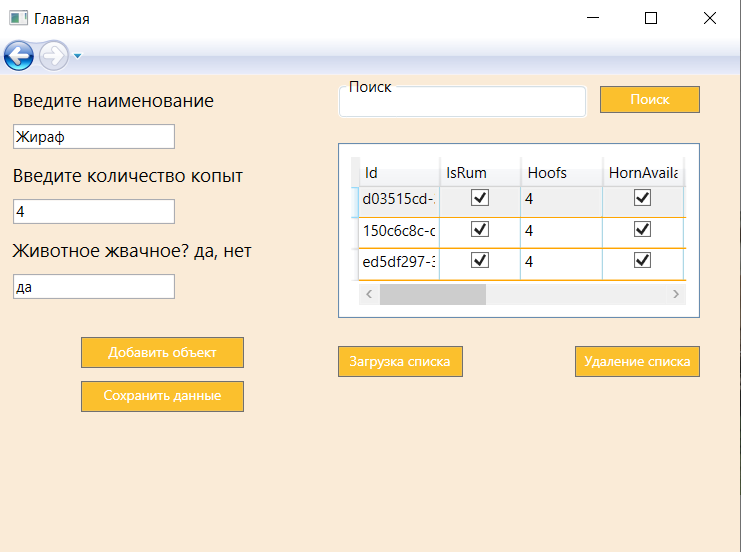 Главная
Введите наименование
Жираф
Введите количество копыт
4
Животное жвачное? да, нет
да
Добавить объект
Сохранить данные
Поиск
Поиск
Id IsRum Hoofs HornAvaila
d03515cd- 4
150c6c8c- 4
ed5df297- 4
Загрузка списка
Удаление списка